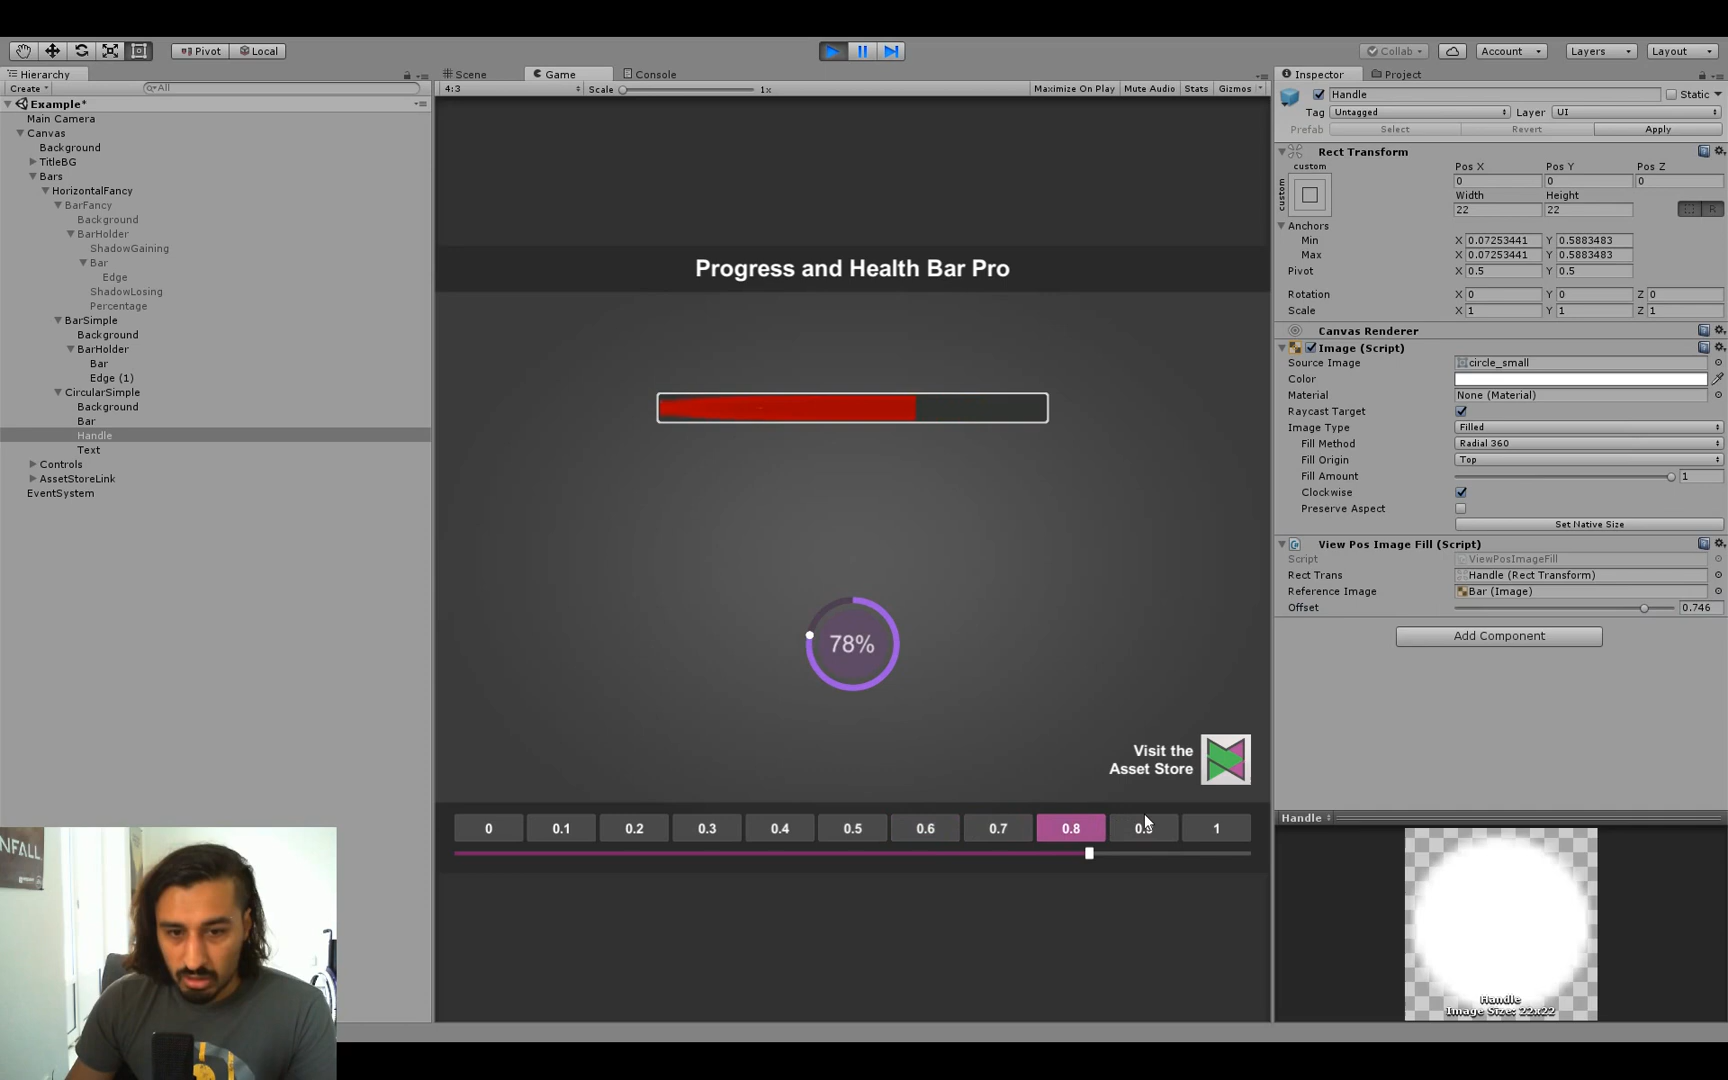 Pivot Local
Collab Account Layers Layout
Hierarchy
Create All
Example*
Main Camera
Canvas
Background
TitleBG
Bars
HorizontalFancy
BarFancy
Background
BarHolder
ShadowGaining
Bar
Edge
ShadowLosing
Percentage
BarSimple
Background
BarHolder
Bar
Edge (1)
CircularSimple
Background
Bar
Handle
Text
Controls
AssetStoreLink
EventSystem
Scene Game Console
4:3 Scale 1x Maximize On Play Mute Audio Stats Gizmos
Progress and Health Bar Pro
78%
Visit the
Asset Store
0 0.1 0.2 0.3 0.4 0.5 0.6 0.7 0.8 1
Inspector Project
Handle Static
Tag Untagged Layer UI
Prefab Select Revert Apply
Rect Transform
custom Pos X Pos Y Pos Z
custom 0 0 0
Width Height
22 22 R
Anchors
Min X 0.07253441 Y 0.5883483
Max X 0.07253441 Y 0.5883483
Pivot X 0.5 Y 0.5
Rotation X 0 Y 0 Z 0
Scale X 1 Y 1 Z 1
Canvas Renderer
Image (Script)
Source Image circle_small
Color
Material None (Material)
Raycast Target
Image Type Filled
Fill Method Radial 360
Fill Origin Top
Fill Amount 1
Clockwise
Preserve Aspect
Set Native Size
View Pos Image Fill (Script)
Script ViewPosImageFill
Rect Trans Handle (Rect Transform)
Reference Image Bar (Image)
Offset 0.746
Add Component
Handle
Handle
Image Size: 22x22
NFALL